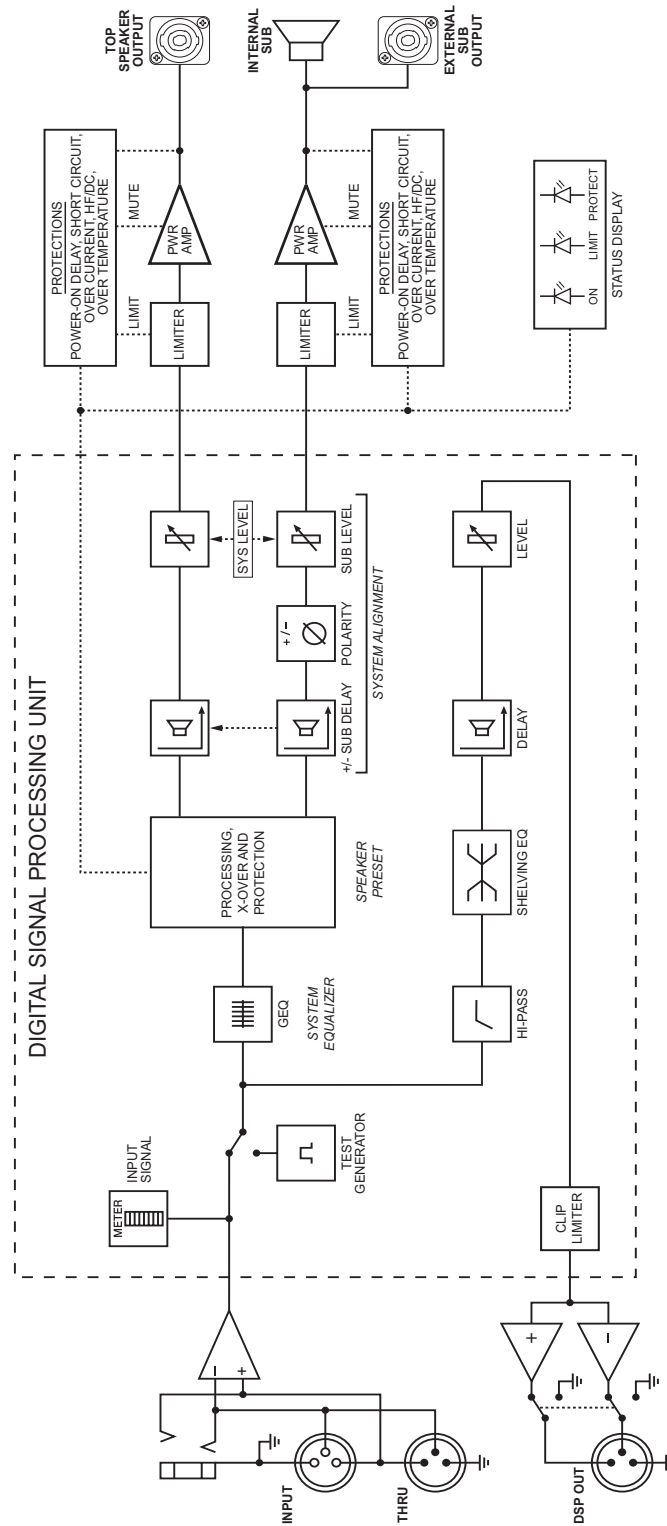 TOP
SPEAKER
OUTPUT
INTERNAL
SUB
EXTERNAL
SUB
OUTPUT
PROTECTIONS
POWER-ON DELAY, SHORT CIRCUIT,
OVER CURRENT, HF/DC,
OVER TEMPERATURE
LIMIT
MUTE
LIMITER
PWR
AMP
LIMITER
PWR
AMP
LIMIT
MUTE
PROTECTIONS
POWER-ON DELAY, SHORT CIRCUIT,
OVER CURRENT, HF/DC,
OVER TEMPERATURE
ON
LIMIT
PROTECT
STATUS DISPLAY
DIGITAL SIGNAL PROCESSING UNIT
METER
INPUT
SIGNAL
TEST
GENERATOR
GEQ
SYSTEM
EQUALIZER
PROCESSING,
X-OVER AND
PROTECTION
SPEAKER
PRESET
SYS LEVEL
+/- SUB DELAY
+/-
POLARITY
SUB LEVEL
SYSTEM ALIGNMENT
HI-PASS
SHELVING EQ
DELAY
LEVEL
CLIP
LIMITER
−
+
INPUT
THRU
+
−
DSP OUT